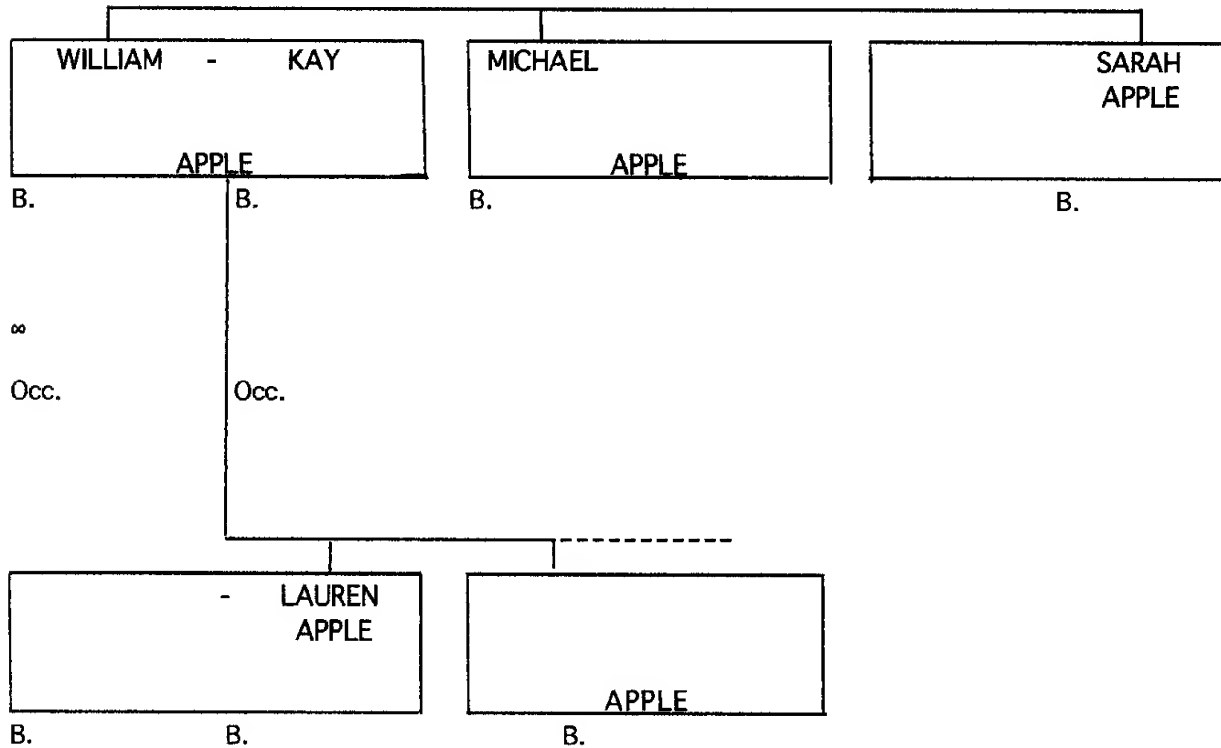 WILLIAM - KAY
APPLE
MICHAEL
APPLE
SARAH
APPLE
B.
B.
B.
B.
∞
Occ.
Occ.
- LAUREN
APPLE
APPLE
B.
B.
B.